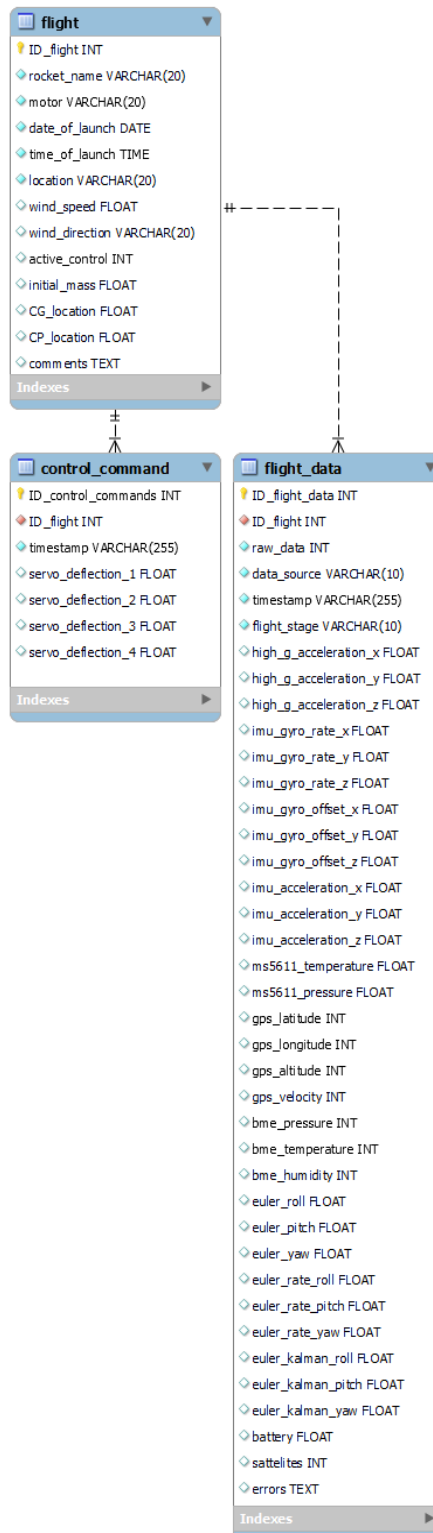 flight
ID_flight INT
rocket_name VARCHAR(20)
motor VARCHAR(20)
date_of_launch DATE
time_of_launch TIME
location VARCHAR(20)
wind_speed FLOAT
wind_direction VARCHAR(20)
active_control INT
initial_mass FLOAT
CG_location FLOAT
CP_location FLOAT
comments TEXT
Indexes
control_command
ID_control_commands INT
ID_flight INT
timestamp VARCHAR(255)
servo_deflection_1 FLOAT
servo_deflection_2 FLOAT
servo_deflection_3 FLOAT
servo_deflection_4 FLOAT
Indexes
flight_data
ID_flight_data INT
ID_flight INT
raw_data INT
data_source VARCHAR(10)
timestamp VARCHAR(255)
flight_stage VARCHAR(10)
high_g_acceleration_x FLOAT
high_g_acceleration_y FLOAT
high_g_acceleration_z FLOAT
imu_gyro_rate_x FLOAT
imu_gyro_rate_y FLOAT
imu_gyro_rate_z FLOAT
imu_gyro_offset_x FLOAT
imu_gyro_offset_y FLOAT
imu_gyro_offset_z FLOAT
imu_acceleration_x FLOAT
imu_acceleration_y FLOAT
imu_acceleration_z FLOAT
ms5611_temperature FLOAT
ms5611_pressure FLOAT
gps_latitude INT
gps_longitude INT
gps_altitude INT
gps_velocity INT
bme_pressure INT
bme_temperature INT
bme_humidity INT
euler_roll FLOAT
euler_pitch FLOAT
euler_yaw FLOAT
euler_rate_roll FLOAT
euler_rate_pitch FLOAT
euler_rate_yaw FLOAT
euler_kalman_roll FLOAT
euler_kalman_pitch FLOAT
euler_kalman_yaw FLOAT
battery FLOAT
sattelites INT
errors TEXT
Indexes